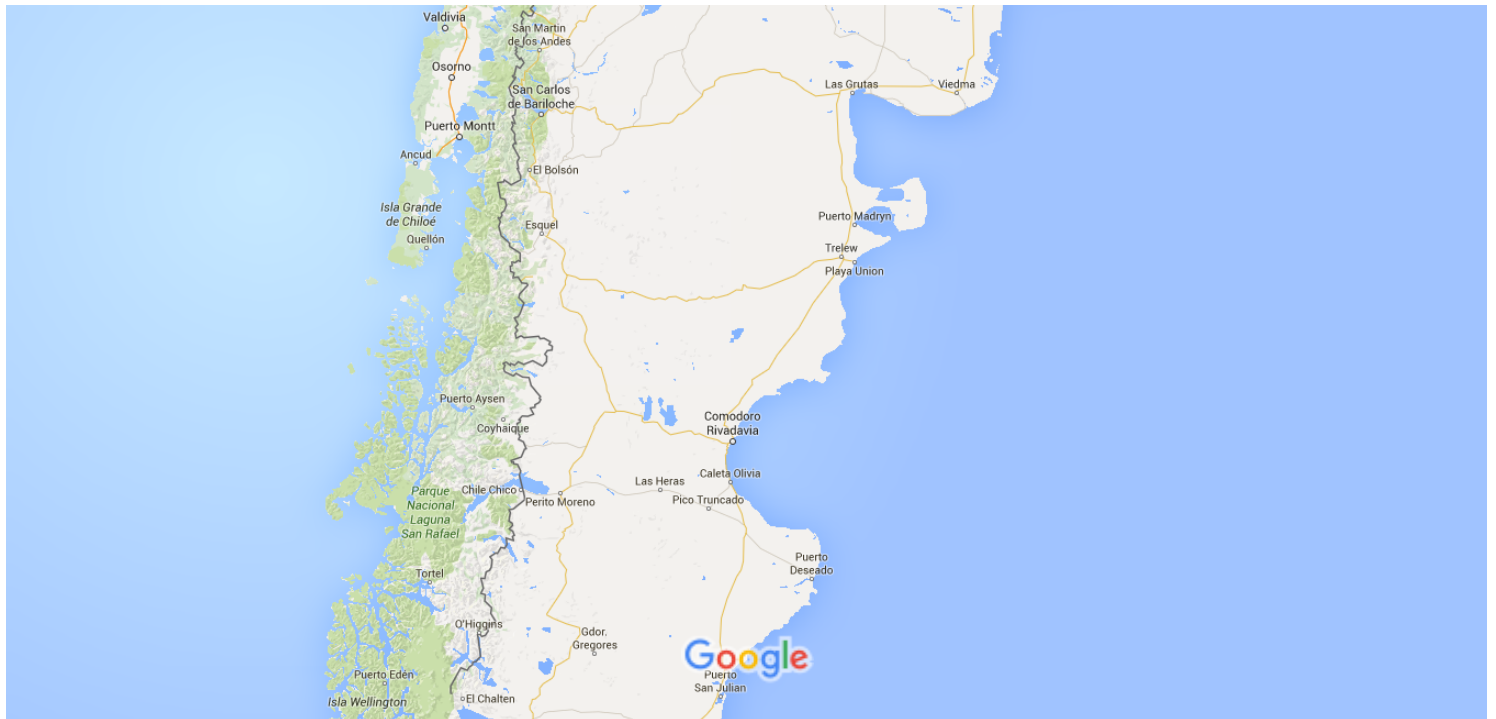 Valdivia
San Martin
de los Andes
Osorno
San Carlos
de Bariloche
Las Grutas
Viedma
Puerto Montt
Ancud
El Bolsón
Isla Grande
de Chiloé
Quellón
Esquel
Puerto Madryn
Trelew
Playa Union
Puerto Aysen
Coyhaique
Comodoro
Rivadavia
Caleta Olivia
Las Heras
Chile Chico
Perito Moreno
Pico Truncado
Parque
Nacional
Laguna
San Rafael
Puerto
Deseado
Tortel
O'Higgins
Gdor.
Gregores
Google
Puerto
San Julian
Puerto Edén
Isla Wellington
El Chalten